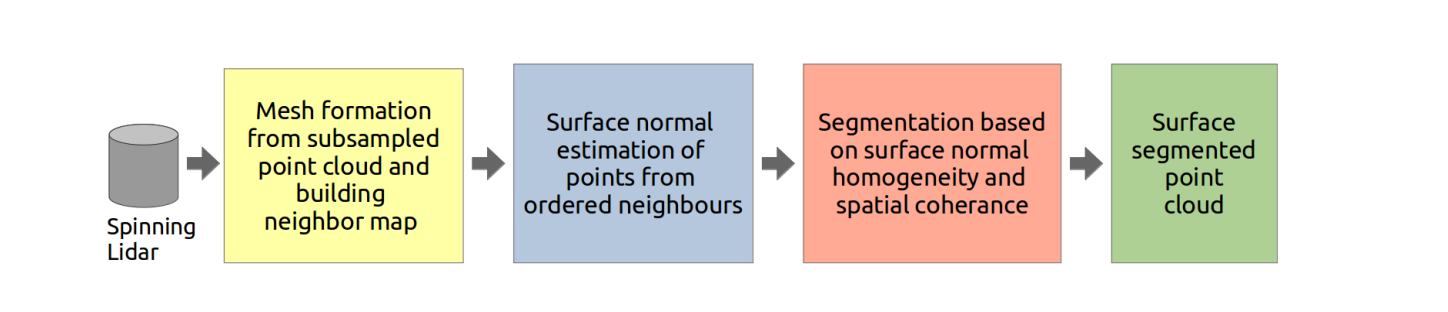 Spinning
Lidar
Mesh formation
from subsampled
point cloud and
building
neighbor map
Surface normal
estimation of
points from
ordered neighbours
Segmentation based
on surface normal
homogeneity and
spatial coherance
Surface
segmented
point
cloud